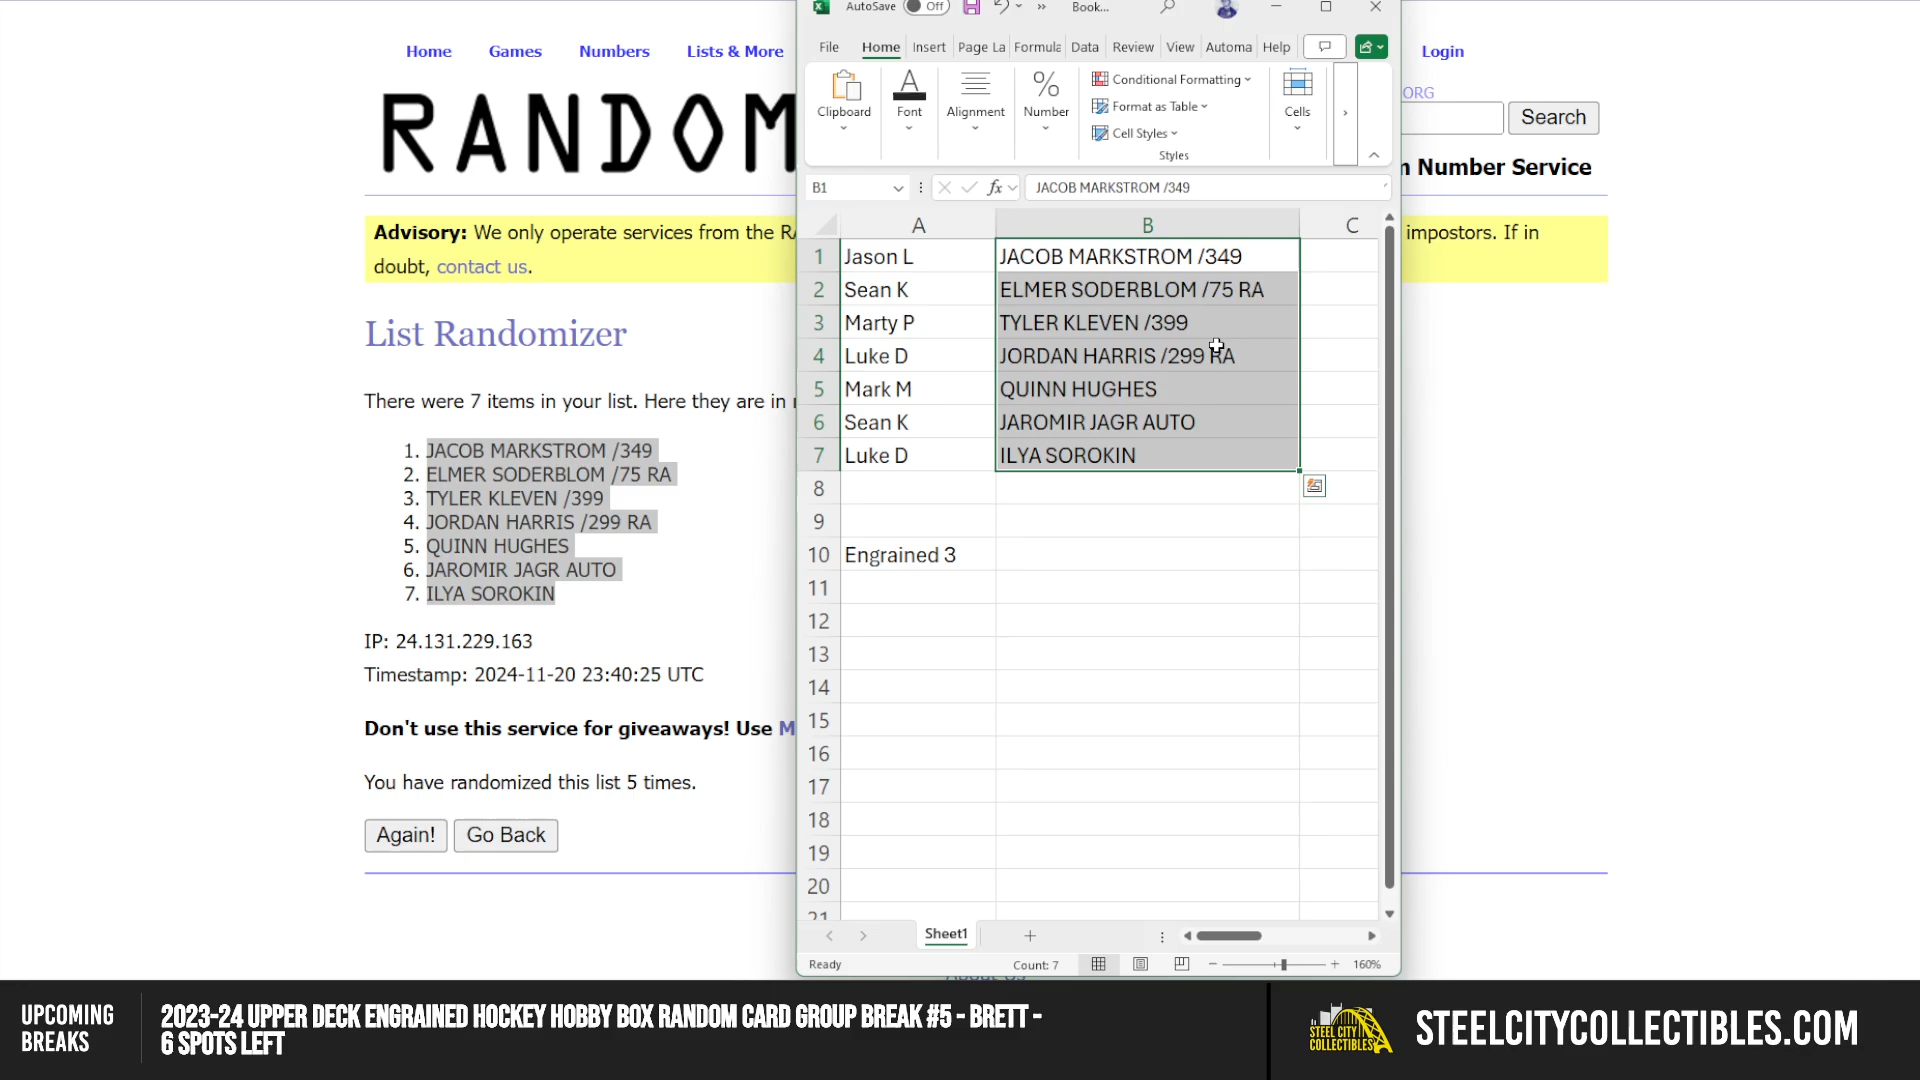 Home Games Numbers Lists & More
Login
RANDOM
ORG
Search
Number Service
Advisory: We only operate services from the RA
impostors. If in
doubt, contact us.
List Randomizer
There were 7 items in your list. Here they are in
1. JACOB MARKSTROM /349
2. ELMER SODERBLOM /75 RA
3. TYLER KLEVEN /399
4. JORDAN HARRIS /299 RA
5. QUINN HUGHES
6. JAROMIR JAGR AUTO
7. ILYA SOROKIN
IP: 24.131.229.163
Timestamp: 2024-11-20 23:40:25 UTC
Don't use this service for giveaways! Use M
You have randomized this list 5 times.
Again! Go Back
AutoSave Off » Book...
File Home Insert Page La Formula Data Review View Automa Help
Clipboard
Font
Alignment
Number
Conditional Formatting
Format as Table
Cell Styles
Styles
Cells
B1 fx JACOB MARKSTROM /349
A B C
1 Jason L JACOB MARKSTROM /349
2 Sean K ELMER SODERBLOM /75 RA
3 Marty P TYLER KLEVEN /399
4 Luke D JORDAN HARRIS /299 RA
5 Mark M QUINN HUGHES
6 Sean K JAROMIR JAGR AUTO
7 Luke D ILYA SOROKIN
8
9
10 Engrained 3
11
12
13
14
15
16
17
18
19
20
21
Sheet1
Ready Count: 7 160%
About Us
UPCOMING
BREAKS
2023-24 UPPER DECK ENGRAINED HOCKEY HOBBY BOX RANDOM CARD GROUP BREAK #5 - BRETT -
6 SPOTS LEFT
STEEL CITY
COLLECTIBLES
STEELCITYCOLLECTIBLES.COM